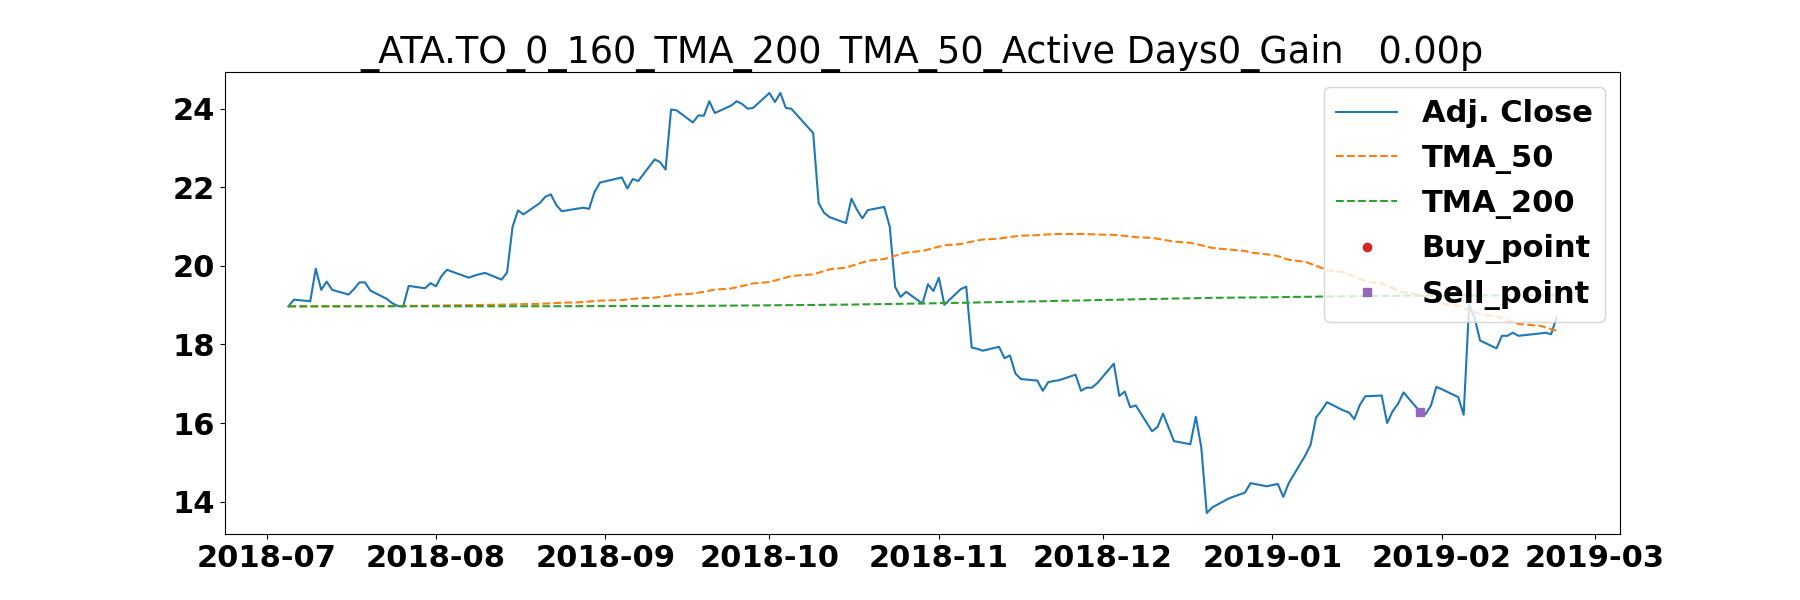 _ATA.TO_0_160_TMA_200_TMA_50_Active Days0_Gain   0.00p
24
22
20
18
16
14
Adj. Close
TMA_50
TMA_200
Buy_point
Sell_point
2018-07 2018-08 2018-09 2018-10 2018-11 2018-12 2019-01 2019-02 2019-03